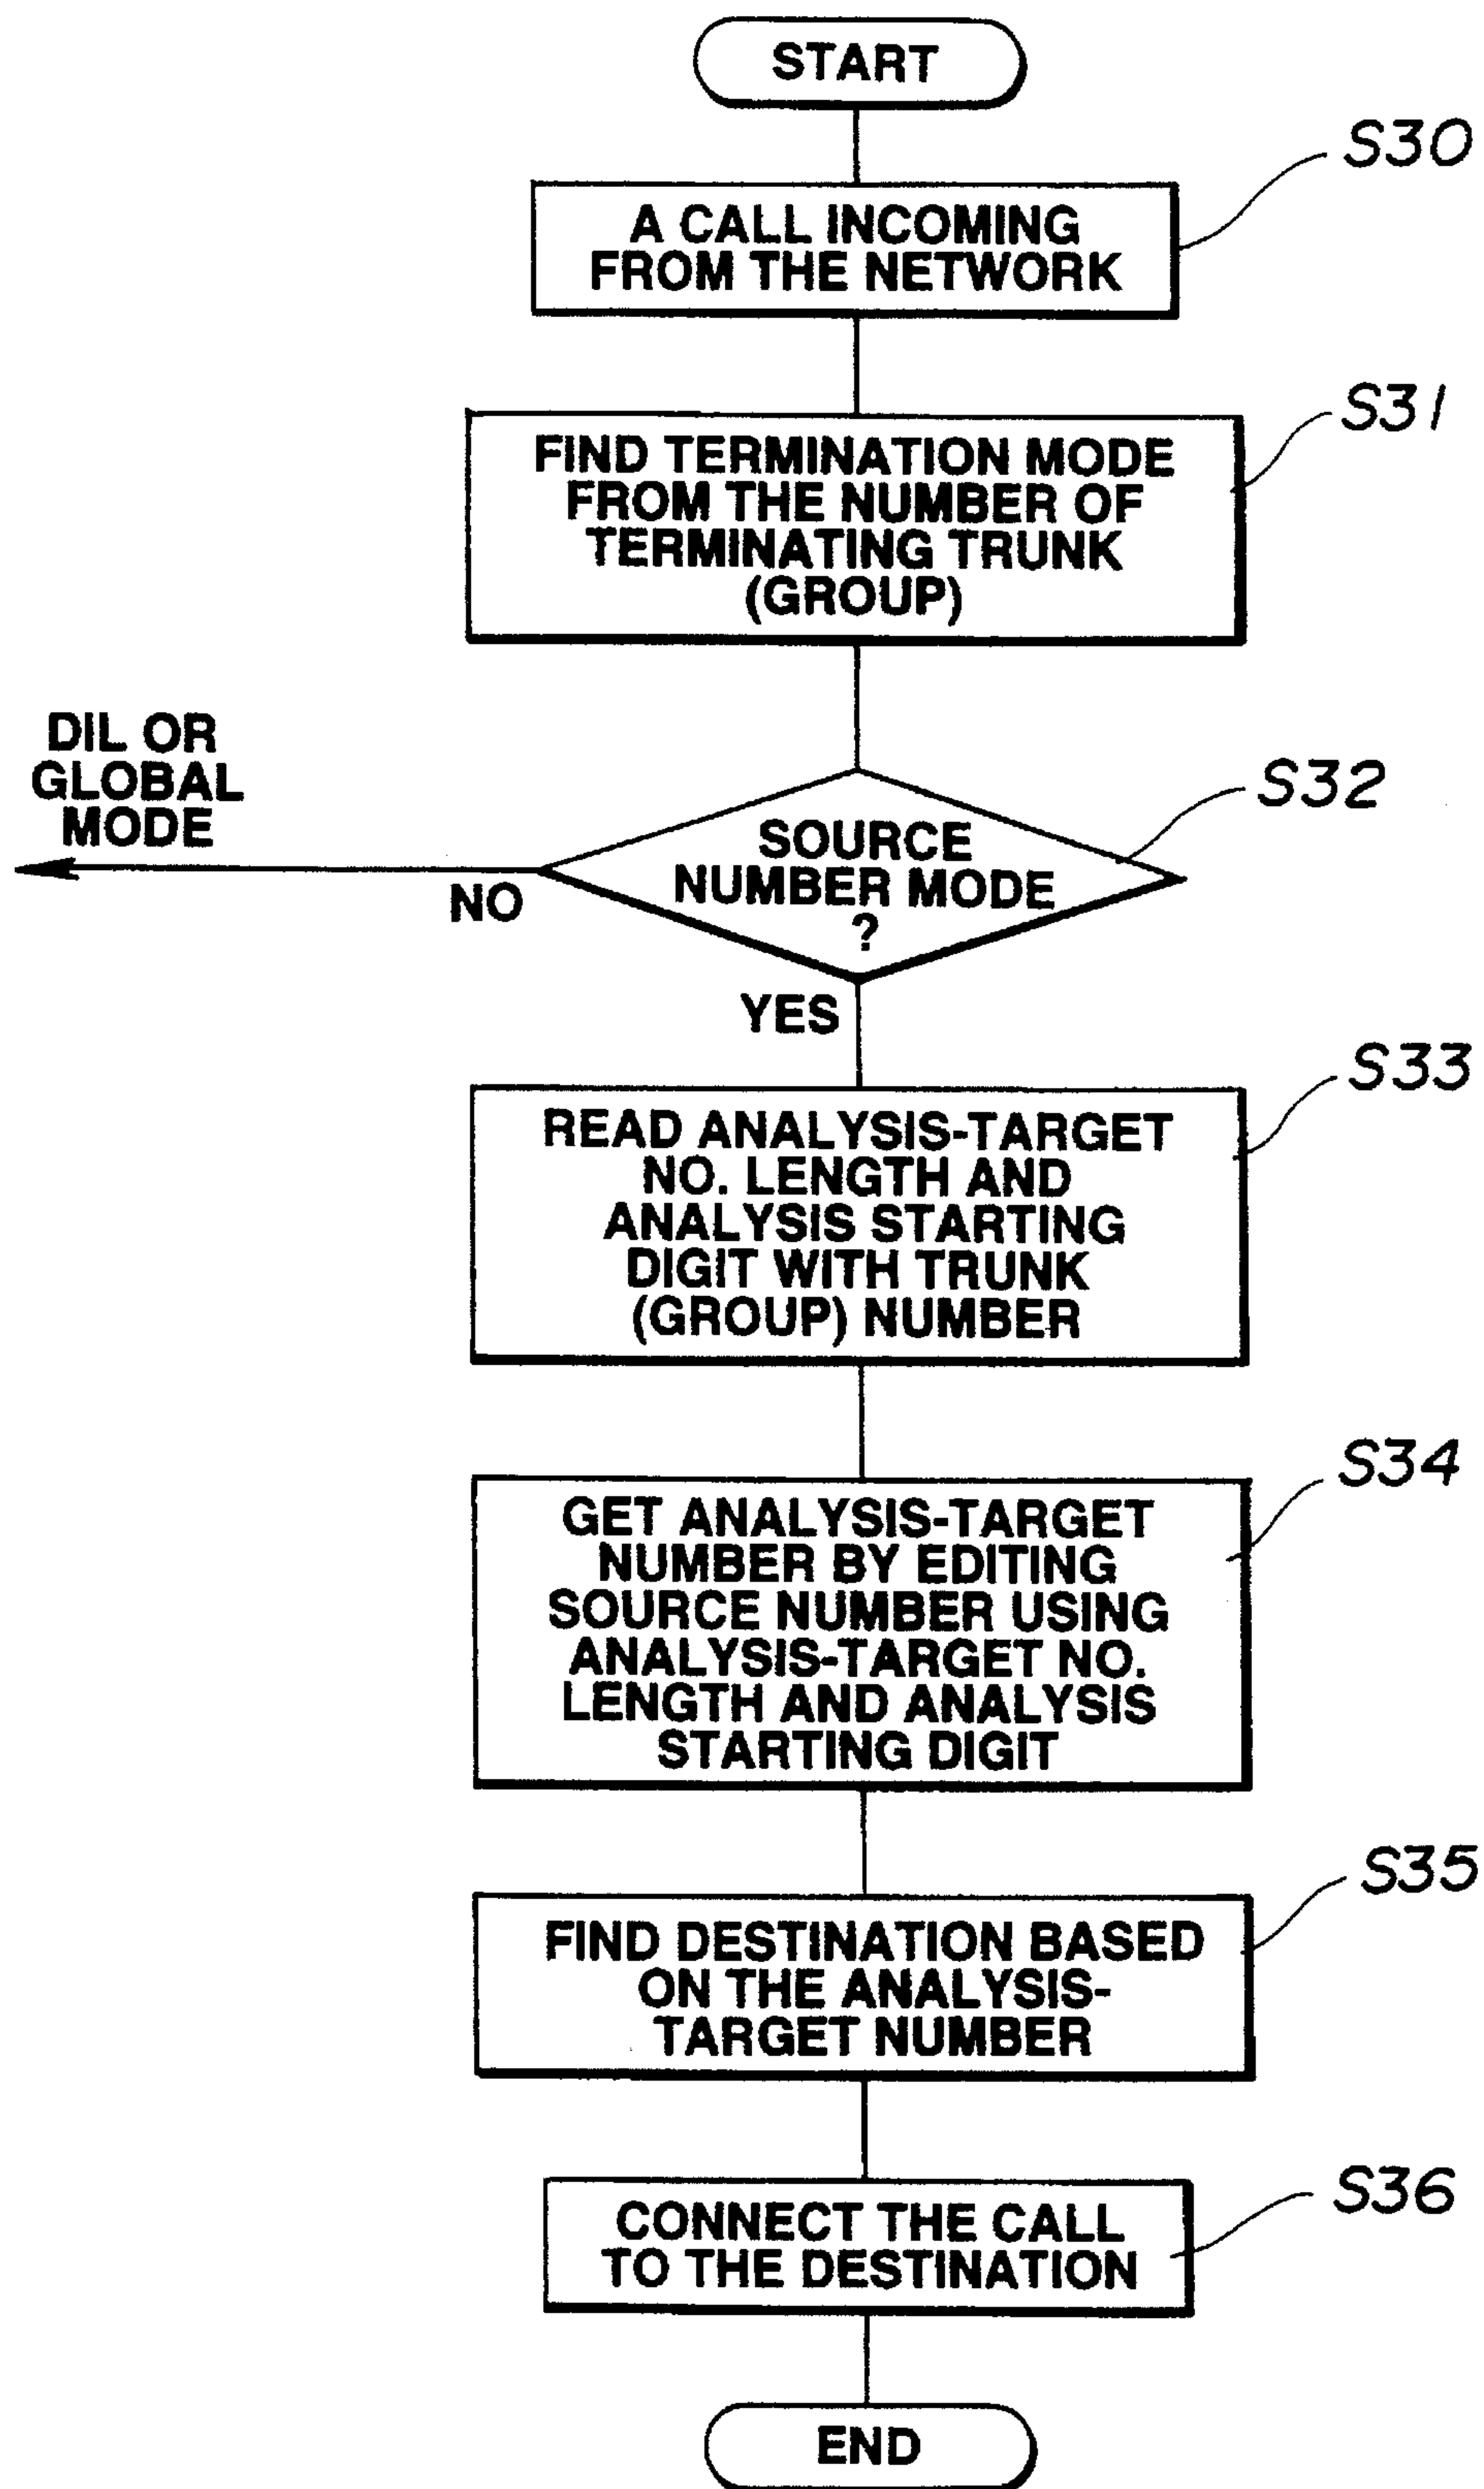 START
S30
A CALL INCOMING
FROM THE NETWORK
S31
FIND TERMINATION MODE
FROM THE NUMBER OF
TERMINATING TRUNK
(GROUP)
DIL OR
GLOBAL
MODE
S32
SOURCE
NUMBER MODE
?
NO
YES
S33
READ ANALYSIS-TARGET
NO. LENGTH AND
ANALYSIS STARTING
DIGIT WITH TRUNK
(GROUP) NUMBER
S34
GET ANALYSIS-TARGET
NUMBER BY EDITING
SOURCE NUMBER USING
ANALYSIS-TARGET NO.
LENGTH AND ANALYSIS
STARTING DIGIT
S35
FIND DESTINATION BASED
ON THE ANALYSIS-
TARGET NUMBER
S36
CONNECT THE CALL
TO THE DESTINATION
END